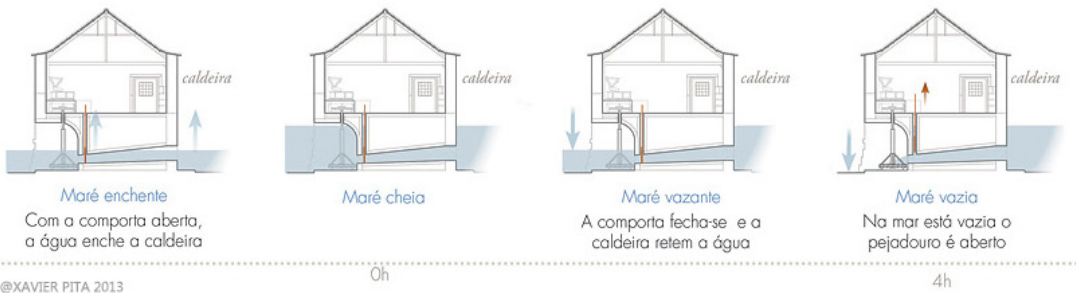 caldeira
caldeira
caldeira
caldeira
Maré enchente
Com a comporta aberta,
a água enche a caldeira
Maré cheia
Maré vazante
A comporta fecha-se e a
caldeira retem a água
Maré vazia
Na mar está vazia o
pejadouro é aberto
0h
4h
@XAVIER PITA 2013